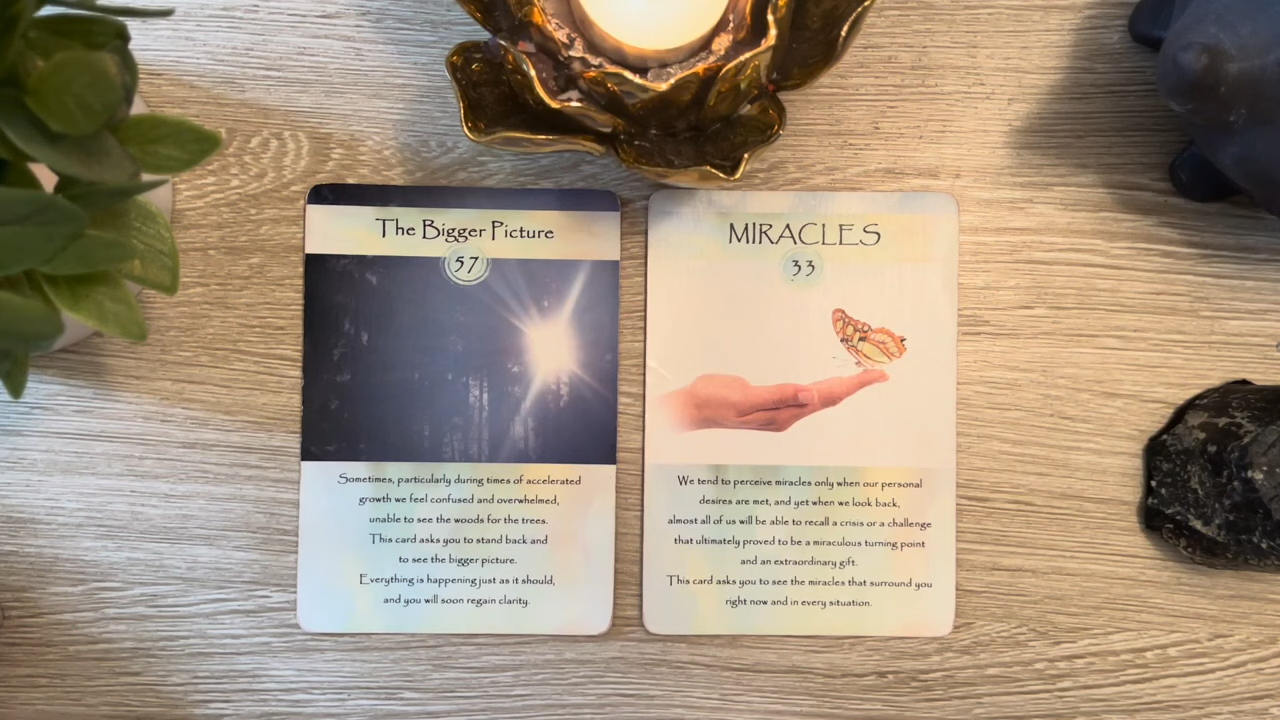 The Bigger Picture
57
Sometimes, particularly during times of accelerated
growth we feel confused and overwhelmed,
unable to see the woods for the trees.
This card asks you to stand back and
to see the bigger picture.
Everything is happening just as it should,
and you will soon regain clarity.
MIRACLES
33
We tend to perceive miracles only when our personal
desires are met, and yet when we look back,
almost all of us will be able to recall a crisis or a challenge
that ultimately proved to be a miraculous turning point
and an extraordinary gift.
This card asks you to see the miracles that surround you
right now and in every situation.